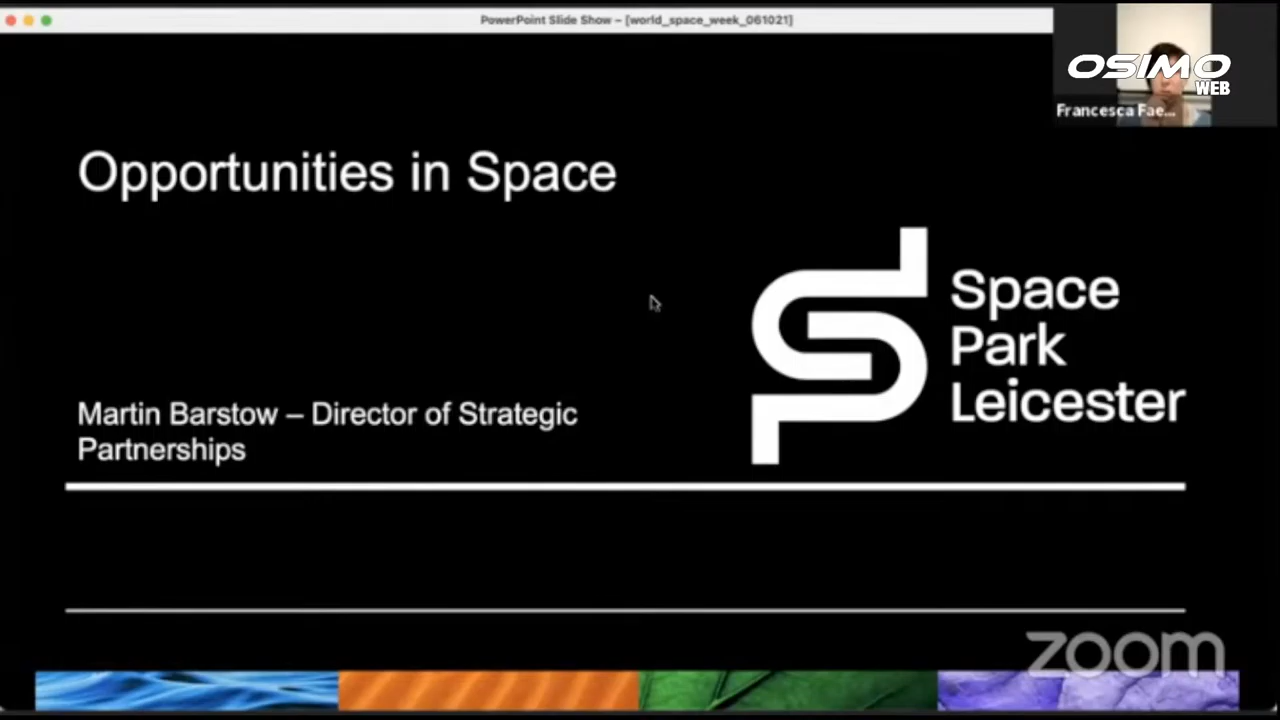 PowerPoint Slide Show – [world_space_week_061021]
OSIMO
WEB
Francesca Fae...
Opportunities in Space
Space
Park
Leicester
Martin Barstow – Director of Strategic
Partnerships
zoom